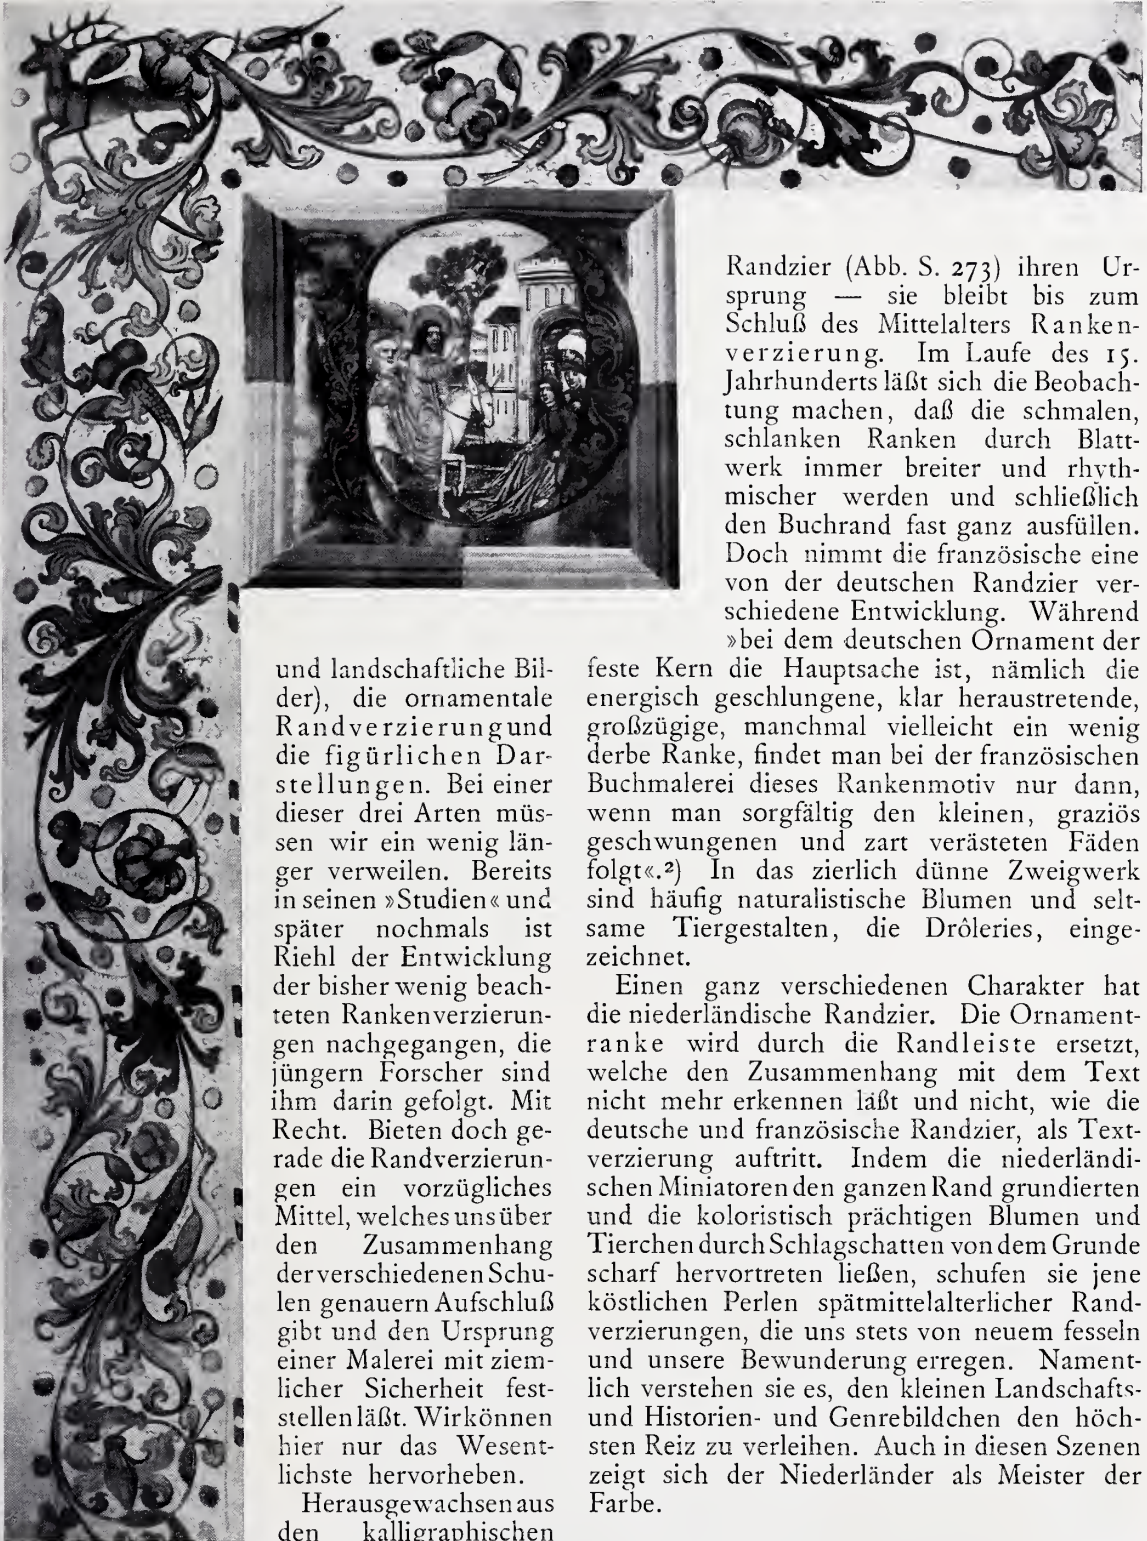 und landschaftliche Bil-
der), die ornamentale
Randverzierung und
die figürlichen Dar-
stellungen. Bei einer
dieser drei Arten müs-
sen wir ein wenig län-
ger verweilen. Bereits
in seinen »Studien« und
später nochmals ist
Riehl der Entwicklung
der bisher wenig beach-
teten Rankenverzierun-
gen nachgegangen, die
jüngern Forscher sind
ihm darin gefolgt. Mit
Recht. Bieten doch ge-
rade die Randverzierun-
gen ein vorzügliches
Mittel, welches uns über
den Zusammenhang
der verschiedenen Schu-
len genauern Aufschluß
gibt und den Ursprung
einer Malerei mit ziem-
licher Sicherheit fest-
stellen läßt. Wir können
hier nur das Wesent-
lichste hervorheben.
Herausgewachsen aus
den kalligraphischen
Randzier (Abb. S. 273) ihren Ur-
sprung — sie bleibt bis zum
Schluß des Mittelalters Ranken-
verzierung. Im Laufe des 15.
Jahrhunderts läßt sich die Beobach-
tung machen, daß die schmalen,
schlanken Ranken durch Blatt-
werk immer breiter und rhyth-
mischer werden und schließlich
den Buchrand fast ganz ausfüllen.
Doch nimmt die französische eine
von der deutschen Randzier ver-
schiedene Entwicklung. Während
»bei dem deutschen Ornament der
feste Kern die Hauptsache ist, nämlich die
energisch geschlungene, klar heraustretende,
großzügige, manchmal vielleicht ein wenig
derbe Ranke, findet man bei der französischen
Buchmalerei dieses Rankenmotiv nur dann,
wenn man sorgfältig den kleinen, graziös
geschwungenen und zart verästeten Fäden
folgt«.²) In das zierlich dünne Zweigwerk
sind häufig naturalistische Blumen und selt-
same Tiergestalten, die Drôleries, einge-
zeichnet.
Einen ganz verschiedenen Charakter hat
die niederländische Randzier. Die Ornament-
ranke wird durch die Randleiste ersetzt,
welche den Zusammenhang mit dem Text
nicht mehr erkennen läßt und nicht, wie die
deutsche und französische Randzier, als Text-
verzierung auftritt. Indem die niederländi-
schen Miniatoren den ganzen Rand grundierten
und die koloristisch prächtigen Blumen und
Tierchen durch Schlagschatten von dem Grunde
scharf hervortreten ließen, schufen sie jene
köstlichen Perlen spätmittelalterlicher Rand-
verzierungen, die uns stets von neuem fesseln
und unsere Bewunderung erregen. Nament-
lich verstehen sie es, den kleinen Landschafts-
und Historien- und Genrebildchen den höch-
sten Reiz zu verleihen. Auch in diesen Szenen
zeigt sich der Niederländer als Meister der
Farbe.